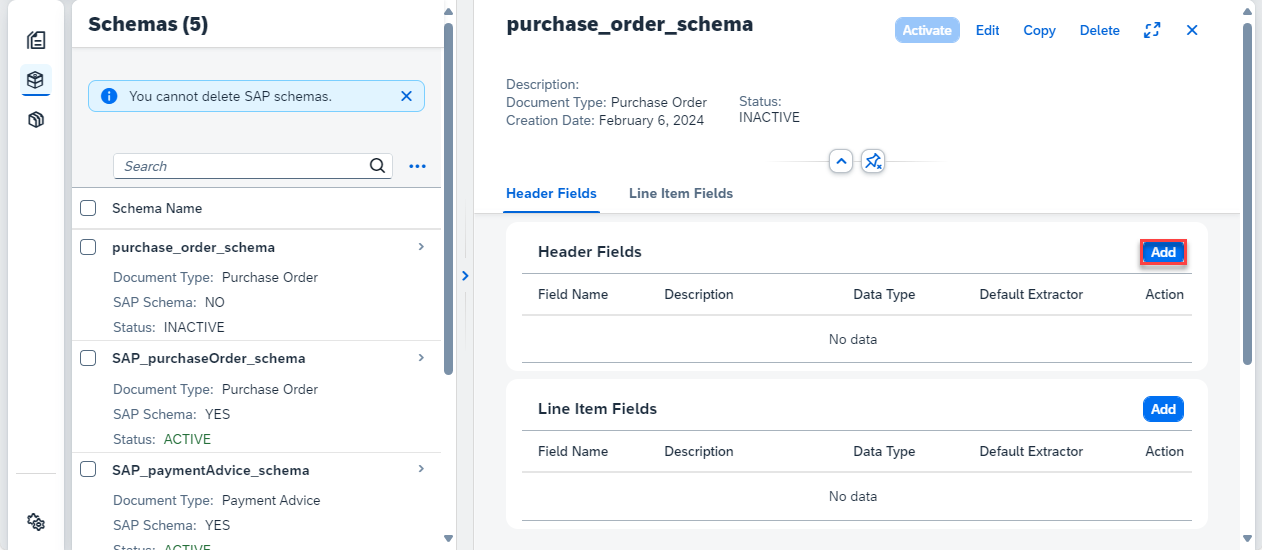 Schemas (5)
You cannot delete SAP schemas.
Search
Schema Name
purchase_order_schema
Document Type: Purchase Order
SAP Schema: NO
Status: INACTIVE
SAP_purchaseOrder_schema
Document Type: Purchase Order
SAP Schema: YES
Status: ACTIVE
SAP_paymentAdvice_schema
Document Type: Payment Advice
SAP Schema: YES
Status: ACTIVE
purchase_order_schema
Activate Edit Copy Delete
Description:
Document Type: Purchase Order
Creation Date: February 6, 2024
Status:
INACTIVE
Header Fields Line Item Fields
Header Fields Add
Field Name Description Data Type Default Extractor Action
No data
Line Item Fields Add
Field Name Description Data Type Default Extractor Action
No data